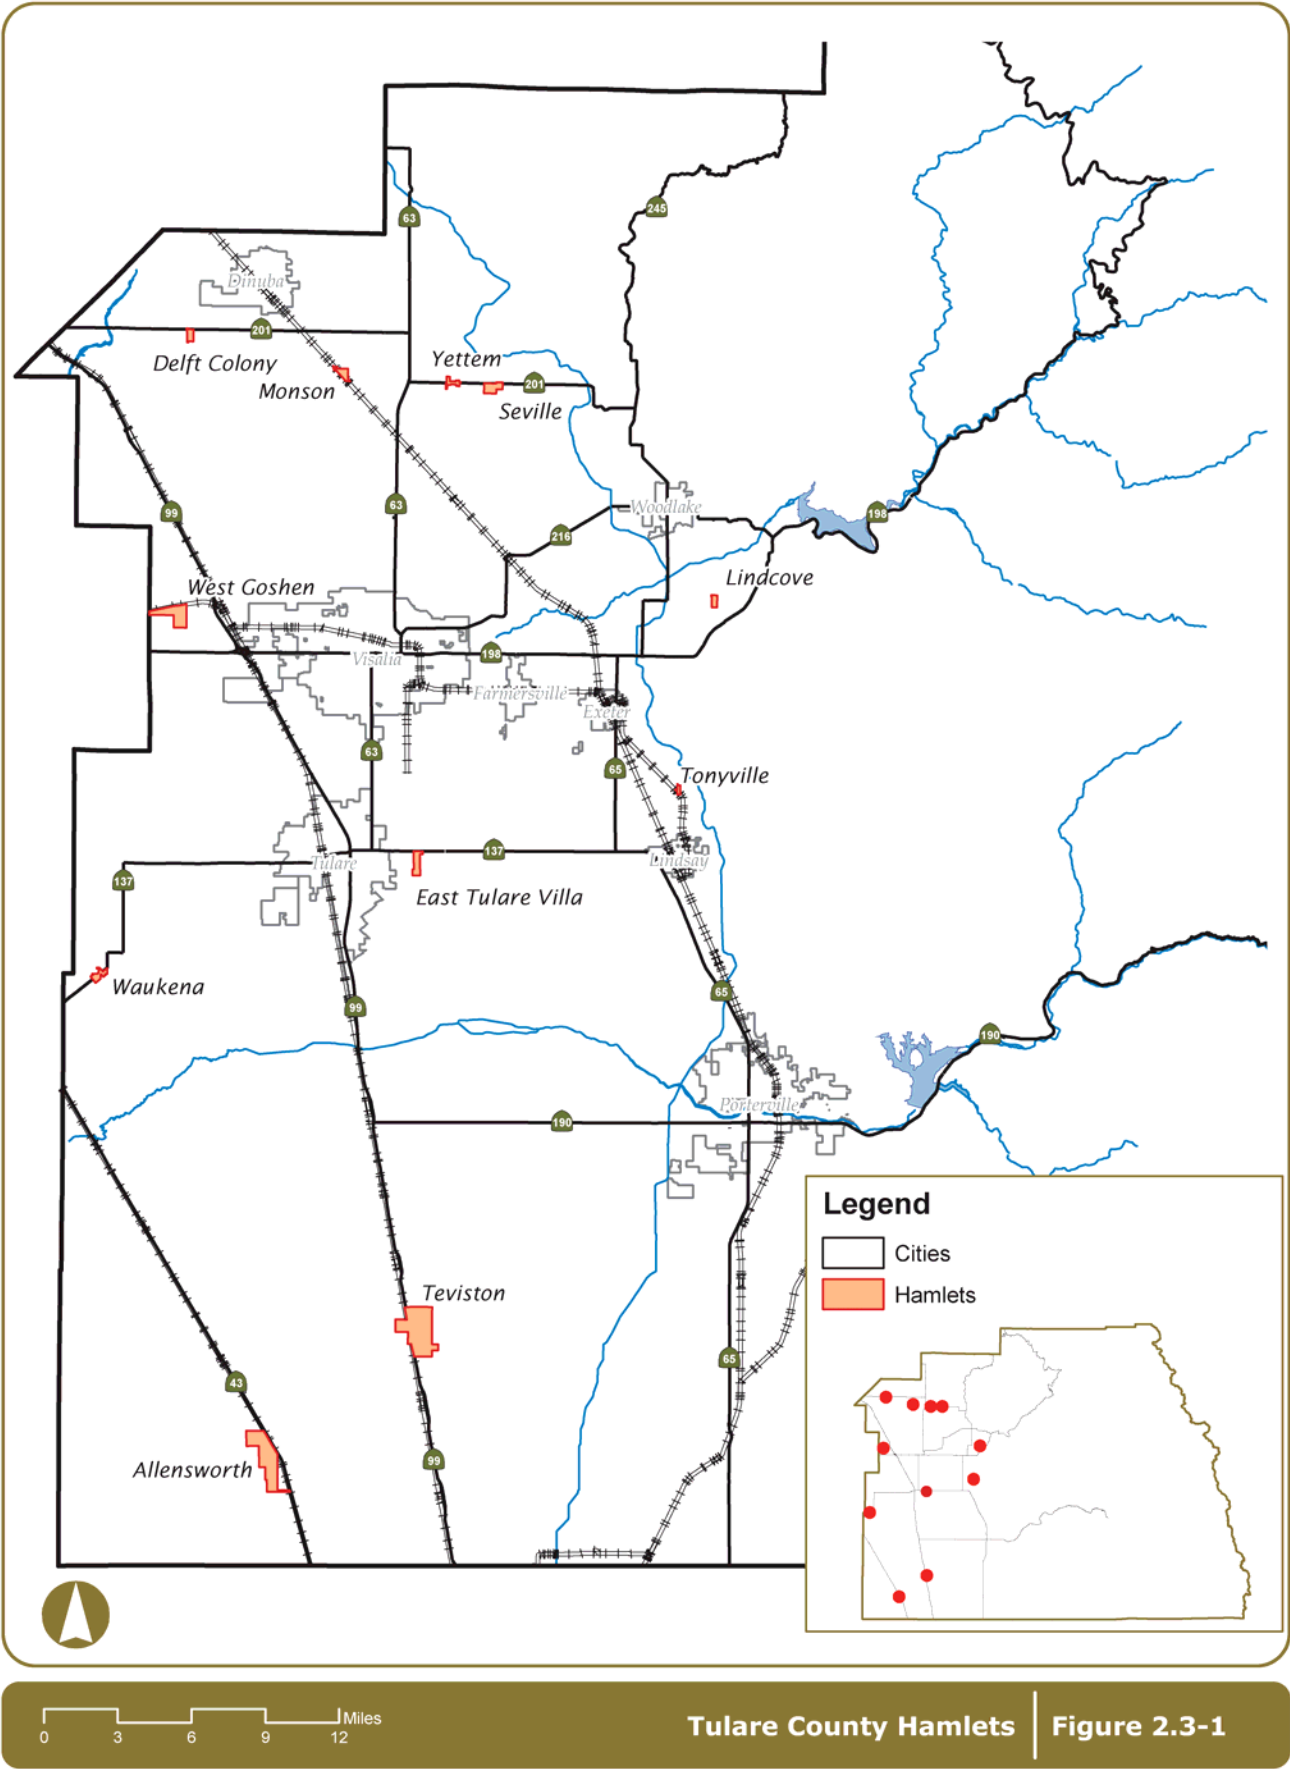 63
245
Dinuba
201
Delft Colony
Monson
Yettem
201
Seville
99
63
Woodlake
216
198
Lindcove
West Goshen
Visalia
198
Farmersville
Exeter
63
65
Tonyville
137
Tulare
Lindsay
137
East Tulare Villa
Waukena
99
65
190
Porterville
190
Teviston
65
43
99
Allensworth
Legend
Cities
Hamlets
Miles
0 3 6 9 12
Tulare County Hamlets Figure 2.3-1